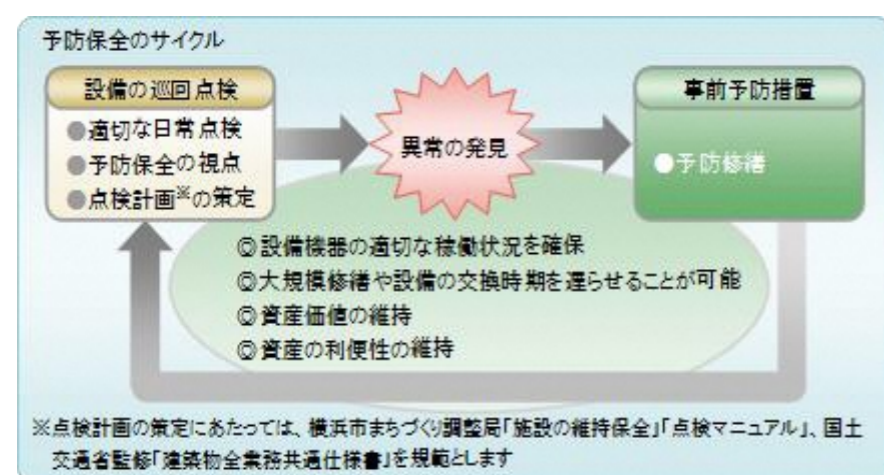 予防保全のサイクル
設備の巡回点検
●適切な日常点検
●予防保全の視点
●点検計画※の策定
異常の発見
事前予防措置
●予防修繕
◎設備機器の適切な稼働状況を確保
◎大規模修繕や設備の交換時期を遅らせることが可能
◎資産価値の維持
◎資産の利便性の維持
※点検計画の策定にあたっては、横浜市まちづくり調整局「施設の維持保全」「点検マニュアル」、国土
交通省監修「建築物全業務共通仕様書」を規範とします